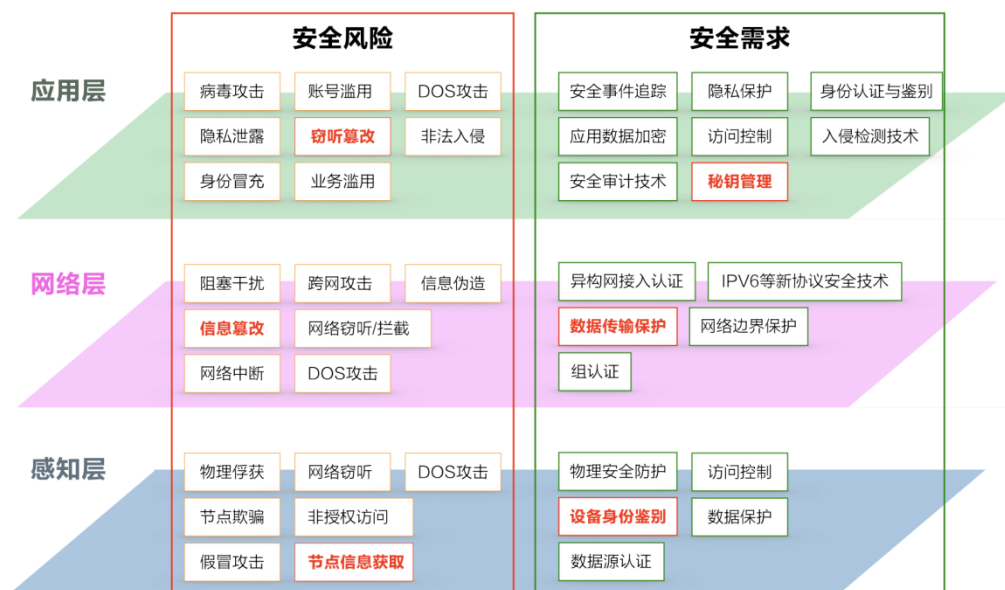 安全风险 安全需求
应用层
病毒攻击 账号滥用 DOS攻击 安全事件追踪 隐私保护 身份认证与鉴别
隐私泄露 窃听篡改 非法入侵 应用数据加密 访问控制 入侵检测技术
身份冒充 业务滥用 安全审计技术 秘钥管理
网络层
阻塞干扰 跨网攻击 信息伪造 异构网接入认证 IPV6等新协议安全技术
信息篡改 网络窃听/拦截 数据传输保护 网络边界保护
网络中断 DOS攻击 组认证
感知层
物理俘获 网络窃听 DOS攻击 物理安全防护 访问控制
节点欺骗 非授权访问 设备身份鉴别 数据保护
假冒攻击 节点信息获取 数据源认证